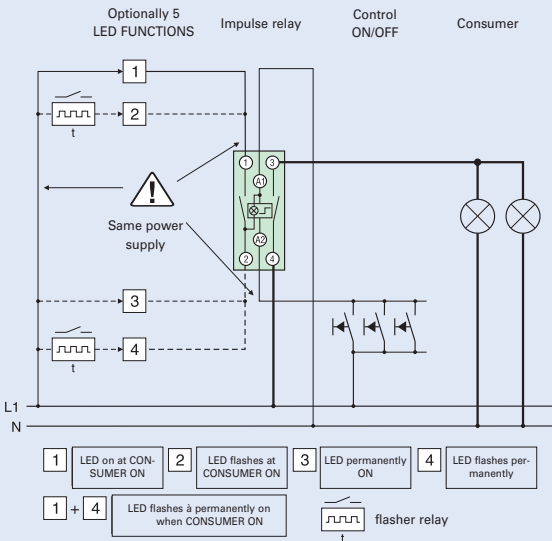 Optionally 5
LED FUNCTIONS
Impulse relay
Control
ON/OFF
Consumer
1
2
t
1
3
A1
A2
2
4
Same power
supply
3
4
t
L1
N
1
LED on at CON-
SUMER ON
2
LED flashes at
CONSUMER ON
3
LED permanently
ON
4
LED flashes per-
manently
1 + 4
LED flashes à permanently on
when CONSUMER ON
flasher relay
t